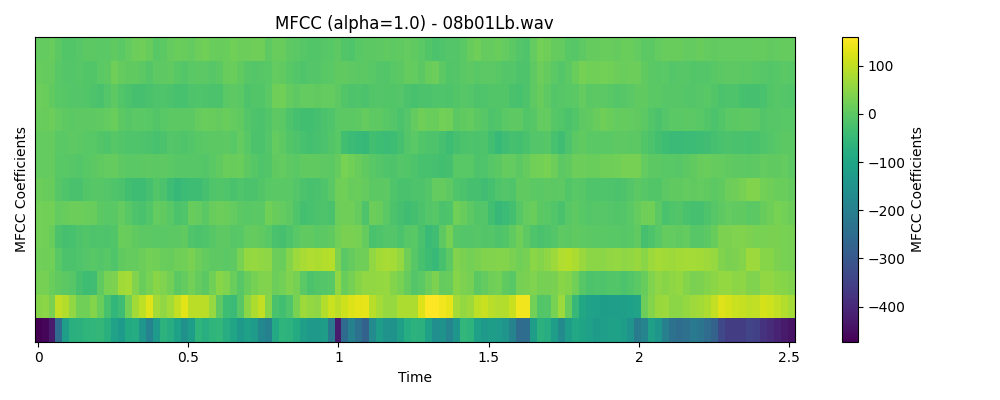 MFCC (alpha=1.0) - 08b01Lb.wav
MFCC Coefficients
0 0.5 1 1.5 2 2.5
Time
100
0
−100
−200
−300
−400
MFCC Coefficients